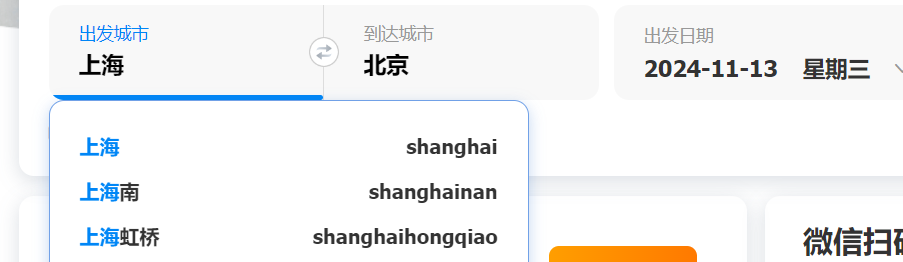 出发城市
到达城市
出发日期
上海
北京
2024-11-13 星期三
上海 shanghai
上海南 shanghainan
上海虹桥 shanghaihongqiao
微信扫码